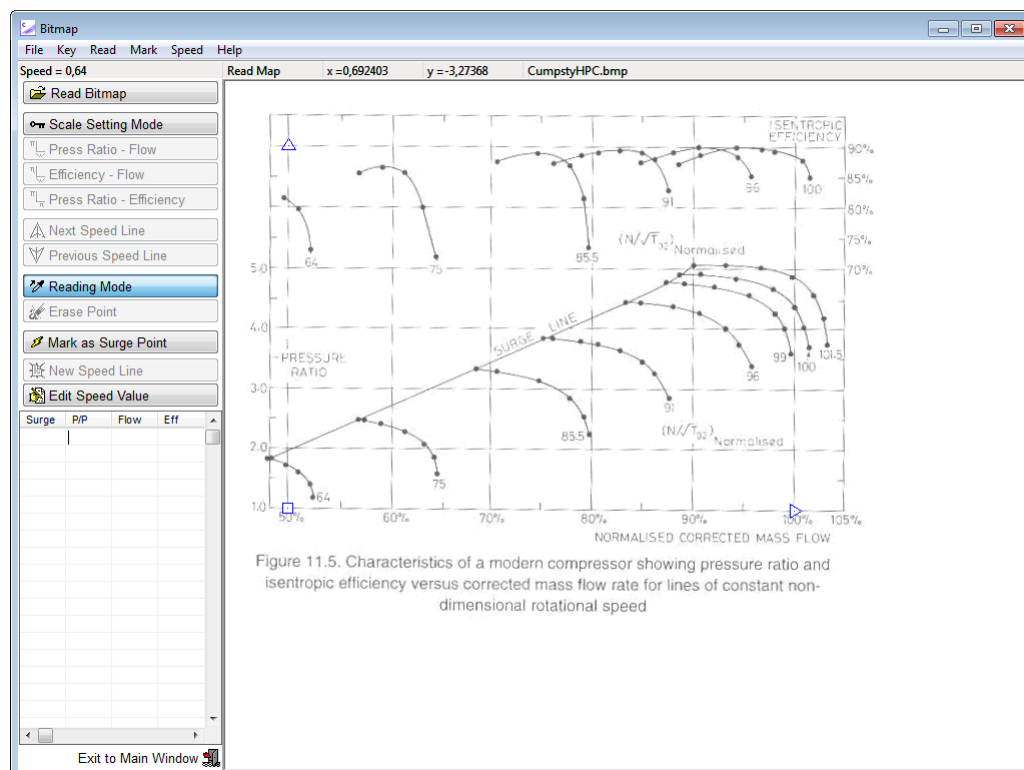 Bitmap
File Key Read Mark Speed Help
Speed = 0,64 Read Map x =0,692403 y =-3,27368 CumpstyHPC.bmp
Read Bitmap
Scale Setting Mode
Press Ratio - Flow
Efficiency - Flow
Press Ratio - Efficiency
Next Speed Line
Previous Speed Line
Reading Mode
Erase Point
Mark as Surge Point
New Speed Line
Edit Speed Value
Surge P/P Flow Eff
Exit to Main Window
ISENTROPIC
EFFICIENCY
90%
85%
80%
75%
70%
64
75
85.5
91
96
100
(N/√T02)Normalised
5.0
4.0
3.0
2.0
1.0
PRESSURE
RATIO
SURGE LINE
64
75
85.5
91
96
99
100
101.5
(N/√T02)Normalised
50% 60% 70% 80% 90% 100% 105%
NORMALISED CORRECTED MASS FLOW
Figure 11.5. Characteristics of a modern compressor showing pressure ratio and
isentropic efficiency versus corrected mass flow rate for lines of constant non-
dimensional rotational speed